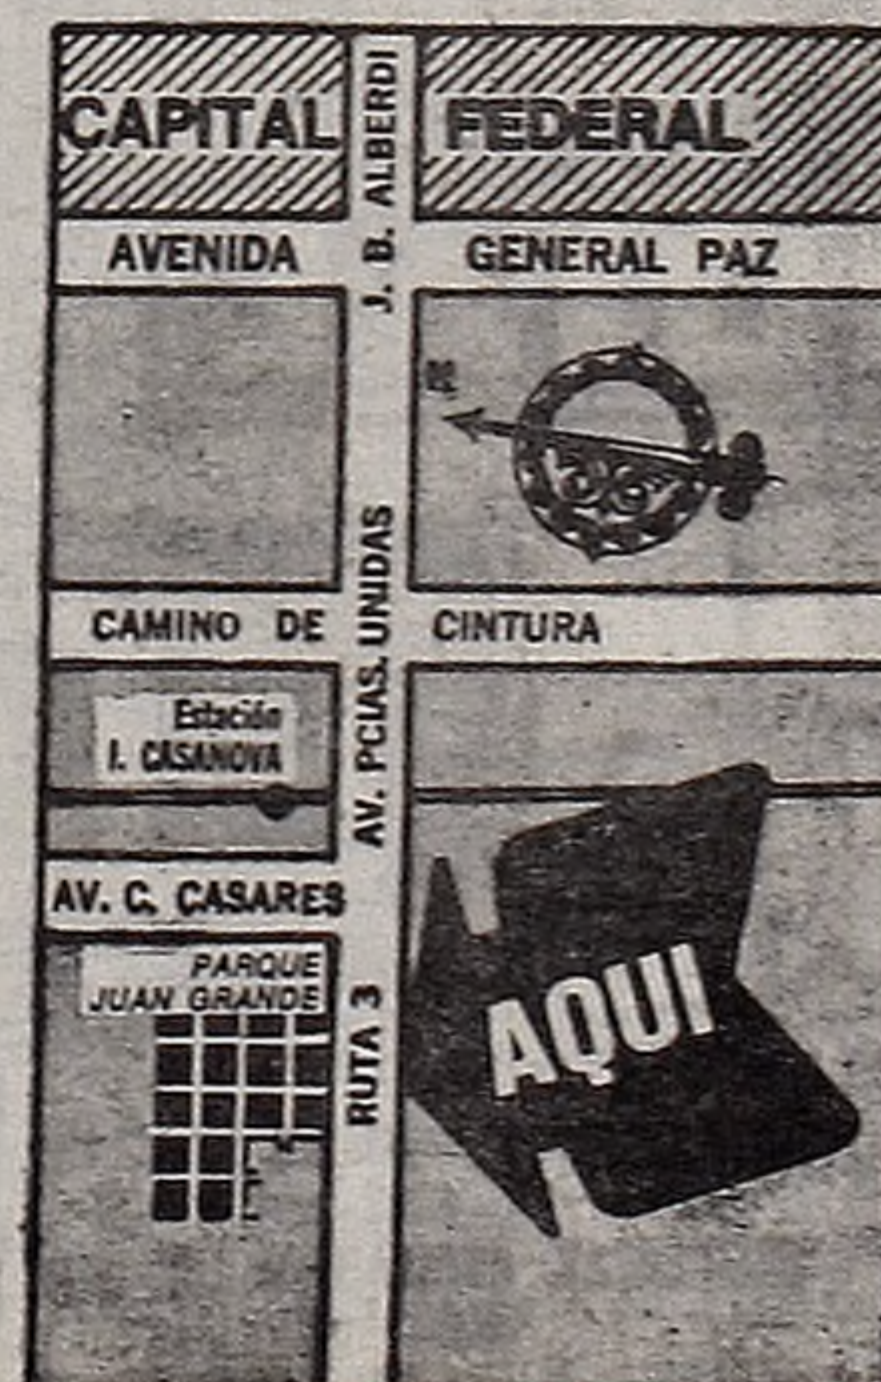 CAPITAL FEDERAL
J. B. ALBERDI
AVENIDA GENERAL PAZ
CAMINO DE CINTURA
AV. PCIAS. UNIDAS
Estación
I. CASANOVA
AV. C. CASARES
PARQUE
JUAN GRANDE
RUTA 3
AQUI